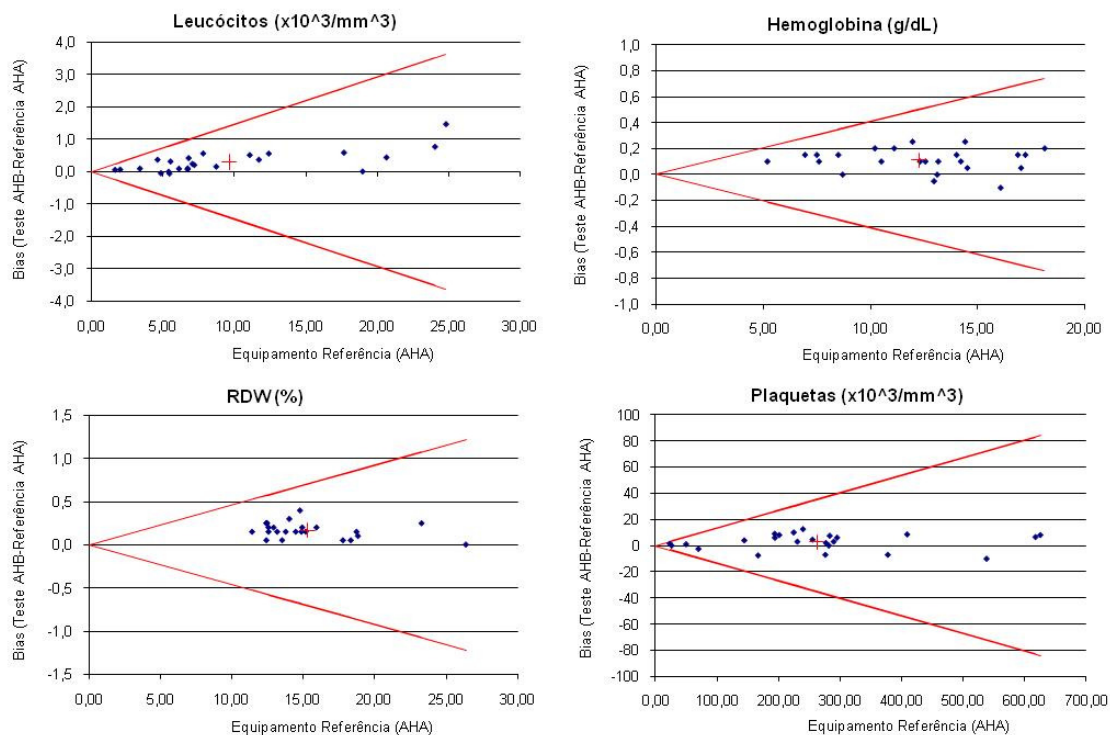 Leucócitos (x10^3/mm^3)
Bias (Teste AHB-Referência AHA)
4,0
3,0
2,0
1,0
0,0
-1,0
-2,0
-3,0
-4,0
0,00 5,00 10,00 15,00 20,00 25,00 30,00
Equipamento Referência (AHA)
Hemoglobina (g/dL)
Bias (Teste AHB-Referência AHA)
1,0
0,8
0,6
0,4
0,2
0,0
-0,2
-0,4
-0,6
-0,8
-1,0
0,00 5,00 10,00 15,00 20,00
Equipamento Referência (AHA)
RDW (%)
Bias (Teste AHB-Referência AHA)
1,5
1,0
0,5
0,0
-0,5
-1,0
-1,5
0,00 5,00 10,00 15,00 20,00 25,00 30,00
Equipamento Referência (AHA)
Plaquetas (x10^3/mm^3)
Bias (Teste AHB-Referência AHA)
100
80
60
40
20
0
-20
-40
-60
-80
-100
0,00 100,00 200,00 300,00 400,00 500,00 600,00 700,00
Equipamento Referência (AHA)